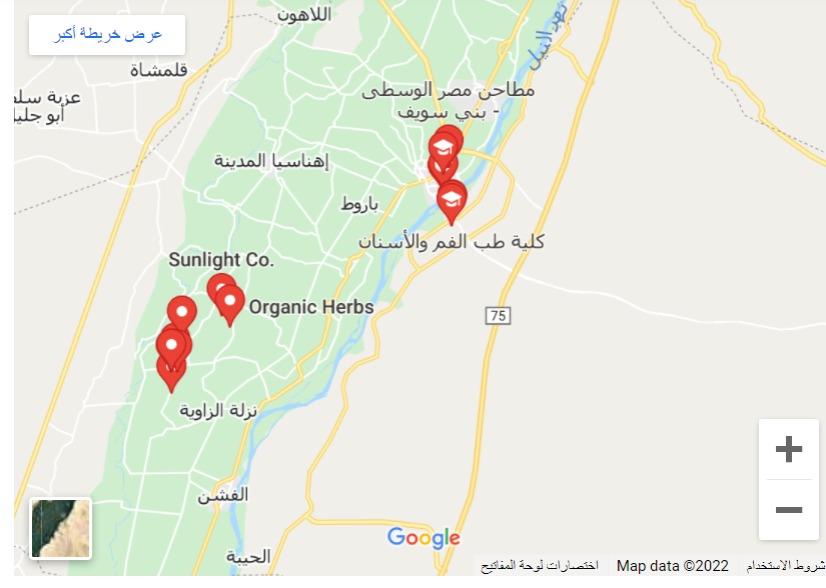 اللاهون
عرض خريطة أكبر
نهر النيل
قلمشاة
مطاحن مصر الوسطى
- بني سويف
عزبة سلم
أبو جليل
إهناسيا المدينة
باروط
كلية طب الفم والأسنان
Sunlight Co.
Organic Herbs
75
نزلة الزاوية
الفشن
Google
الحيبة
شروط الاستخدام
Map data ©2022
اختصارات لوحة المفاتيح